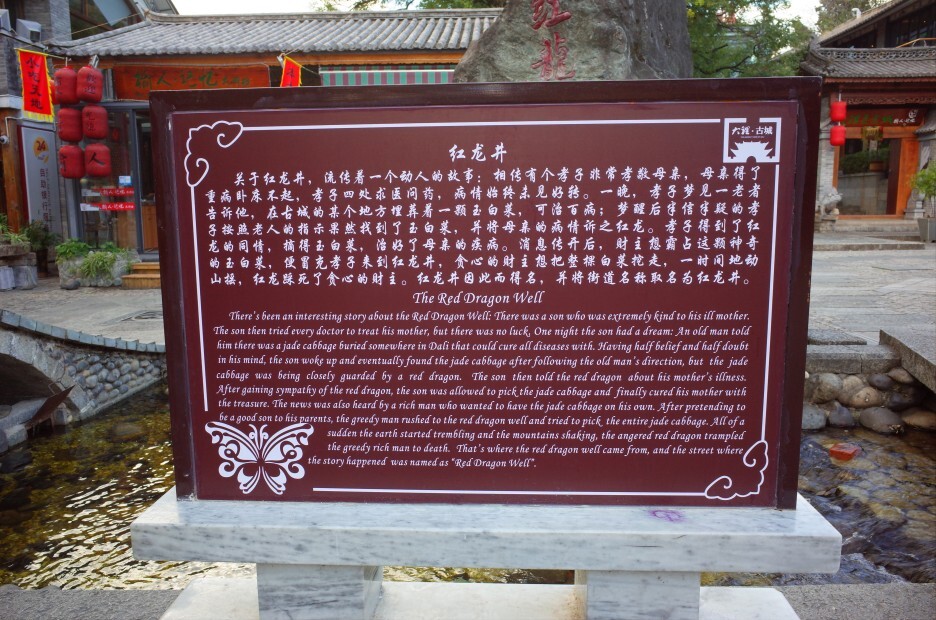 红龙
大理·古城
红龙井
关于红龙井，流传着一个动人的故事：相传有个孝子非常孝敬母亲，母亲得了
重病卧床不起，孝子四处求医问药，病情始终未见好转。一晚，孝子梦见一老者
告诉他，在古城的某个地方埋葬着一颗玉白菜，可治百病；梦醒后半信半疑的孝
子按照老人的指示果然找到了玉白菜，并将母亲的病情诉之红龙。孝子得到了红
龙的同情，摘得玉白菜，治好了母亲的疾病。消息传开后，财主想霸占这颗神奇
的玉白菜，便冒充孝子来到红龙井，贪心的财主想把整棵白菜挖走，一时间地动
山摇，红龙踩死了贪心的财主。红龙井因此而得名，并将街道名称取名为红龙井。
The Red Dragon Well
There's been an interesting story about the Red Dragon Well: There was a son who was extremely kind to his ill mother.
The son then tried every doctor to treat his mother, but there was no luck. One night the son had a dream: An old man told
him there was a jade cabbage buried somewhere in Dali that could cure all diseases with. Having half belief and half doubt
in his mind, the son woke up and eventually found the jade cabbage after following the old man's direction, but the jade
cabbage was being closely guarded by a red dragon. The son then told the red dragon about his mother's illness.
After gaining sympathy of the red dragon, the son was allowed to pick the jade cabbage and finally cured his mother with
the treasure. The news was also heard by a rich man who wanted to have the jade cabbage on his own. After pretending to
be a good son to his parents, the greedy man rushed to the red dragon well and tried to pick the entire jade cabbage. All of a
sudden the earth started trembling and the mountains shaking, the angered red dragon trampled
the greedy rich man to death. That's where the red dragon well came from, and the street where
the story happened was named as "Red Dragon Well".